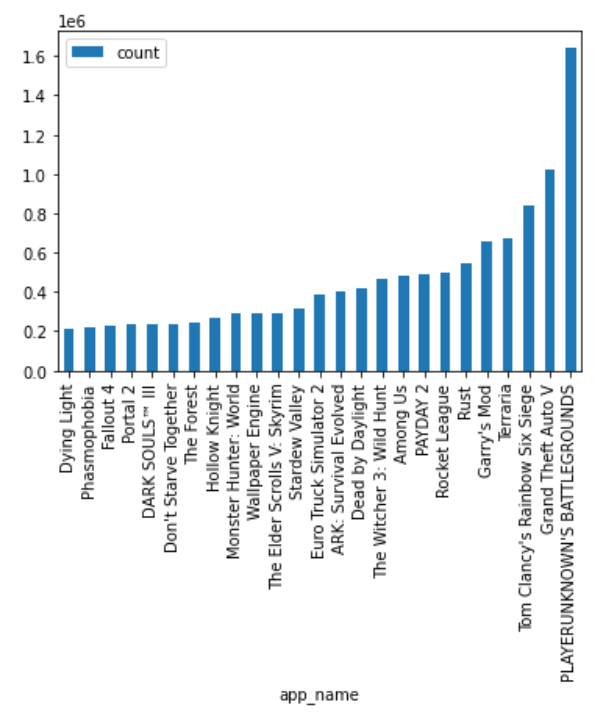 1e6
count
1.6
1.4
1.2
1.0
0.8
0.6
0.4
0.2
0.0
Dying Light
Phasmophobia
Fallout 4
Portal 2
DARK SOULS™ III
Don't Starve Together
The Forest
Hollow Knight
Monster Hunter: World
Wallpaper Engine
The Elder Scrolls V: Skyrim
Stardew Valley
Euro Truck Simulator 2
ARK: Survival Evolved
Dead by Daylight
The Witcher 3: Wild Hunt
Among Us
PAYDAY 2
Rocket League
Rust
Garry's Mod
Terraria
Tom Clancy's Rainbow Six Siege
Grand Theft Auto V
PLAYERUNKNOWN'S BATTLEGROUNDS
app_name